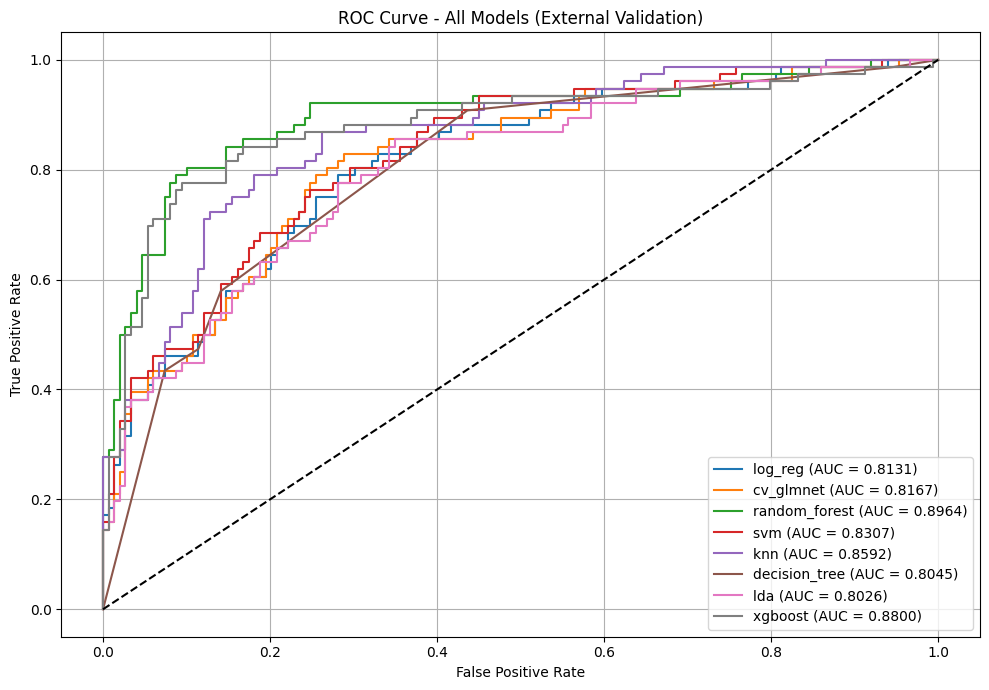 ROC Curve - All Models (External Validation)
True Positive Rate
1.0
0.8
0.6
0.4
0.2
0.0
log_reg (AUC = 0.8131)
cv_glmnet (AUC = 0.8167)
random_forest (AUC = 0.8964)
svm (AUC = 0.8307)
knn (AUC = 0.8592)
decision_tree (AUC = 0.8045)
lda (AUC = 0.8026)
xgboost (AUC = 0.8800)
0.0 0.2 0.4 0.6 0.8 1.0
False Positive Rate